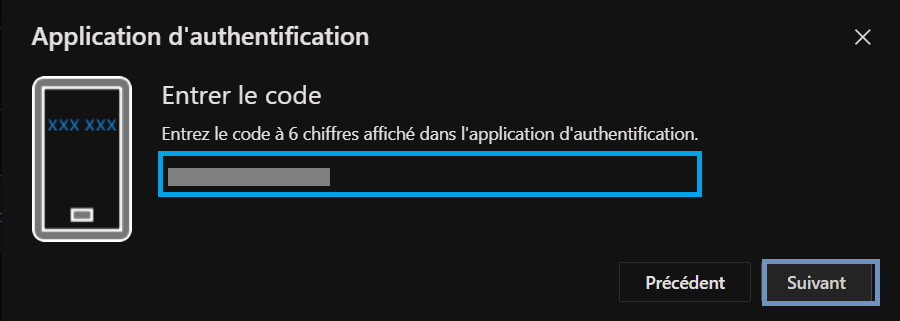 Application d'authentification
Entrer le code
XXX XXX
Entrez le code à 6 chiffres affiché dans l'application d'authentification.
Précédent
Suivant